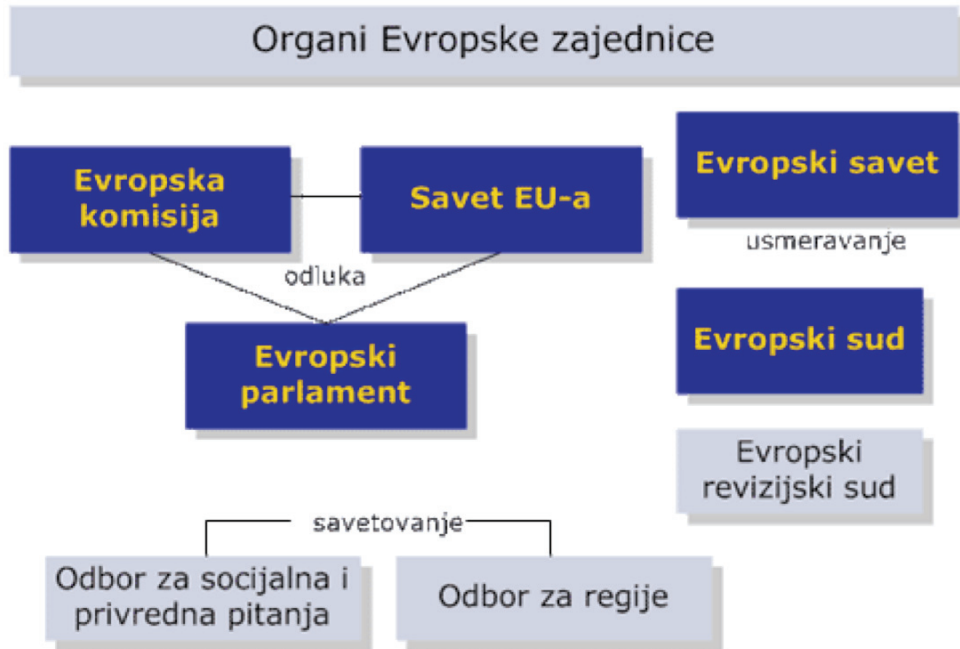 Organi Evropske zajednice
Evropska
komisija
Savet EU-a
Evropski savet
usmeravanje
odluka
Evropski
parlament
Evropski sud
Evropski
revizijski sud
savetovanje
Odbor za socijalna i
privredna pitanja
Odbor za regije